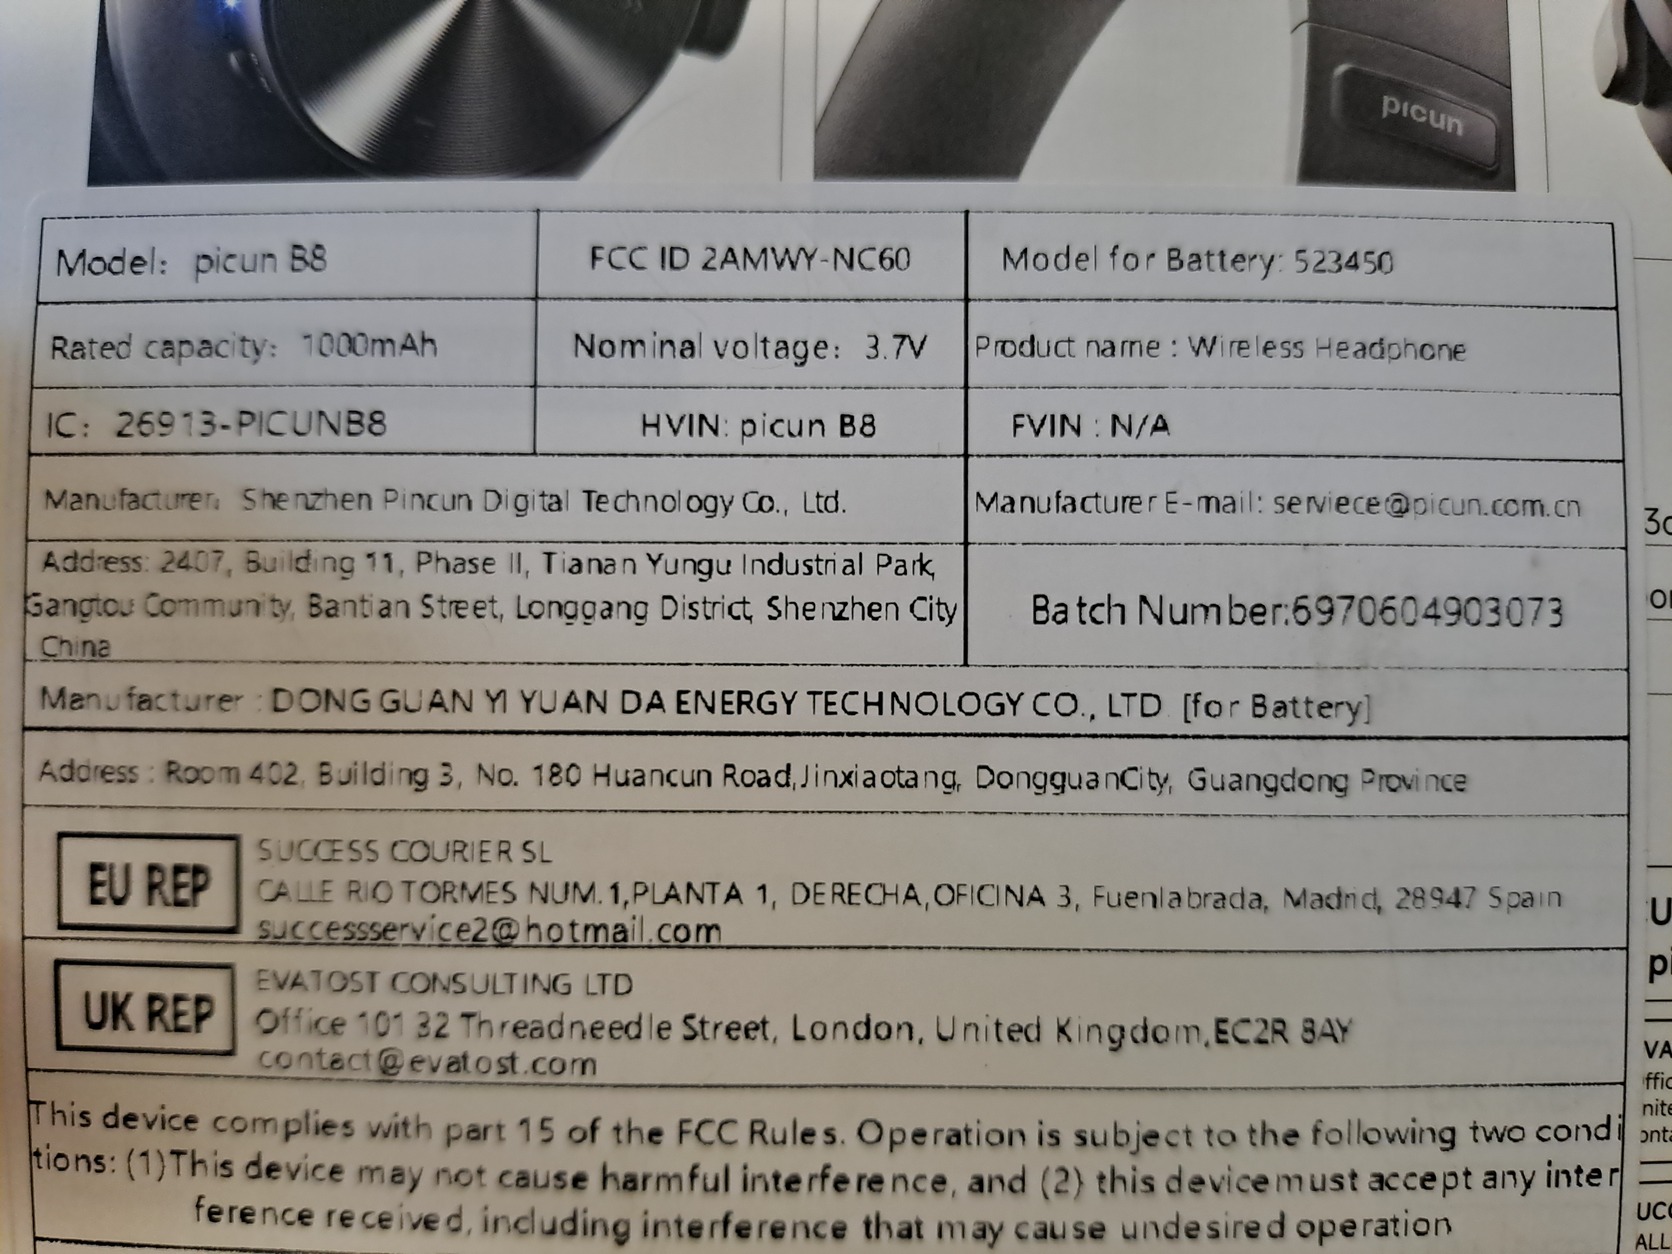 picun
Model: picun B8
FCC ID 2AMWY-NC60
Model for Battery: 523450
Rated capacity: 1000mAh
Nominal voltage: 3.7V
Product name : Wireless Headphone
IC: 26913-PICUNB8
HVIN: picun B8
FVIN : N/A
Manufacturer: Shenzhen Pincun Digital Technology Co., Ltd.
Manufacturer E-mail: serviece@picun.com.cn
Address: 2407, Building 11, Phase II, Tianan Yungu Industrial Park,
Gangtou Community, Bantian Street, Longgang District, Shenzhen City
China
Batch Number:6970604903073
Manufacturer : DONG GUAN YI YUAN DA ENERGY TECHNOLOGY CO., LTD [for Battery]
Address : Room 402, Building 3, No. 180 Huancun Road,Jinxiaotang, DongguanCity, Guangdong Province
EU REP
SUCCESS COURIER SL
CALLE RIO TORMES NUM.1,PLANTA 1, DERECHA,OFICINA 3, Fuenlabrada, Madrid, 28947 Spain
successservice2@hotmail.com
UK REP
EVATOST CONSULTING LTD
Office 101 32 Threadneedle Street, London, United Kingdom,EC2R 8AY
contact@evatost.com
This device complies with part 15 of the FCC Rules. Operation is subject to the following two condi
tions: (1)This device may not cause harmful interference, and (2) this devicemust accept any inter
ference received, including interference that may cause undesired operation